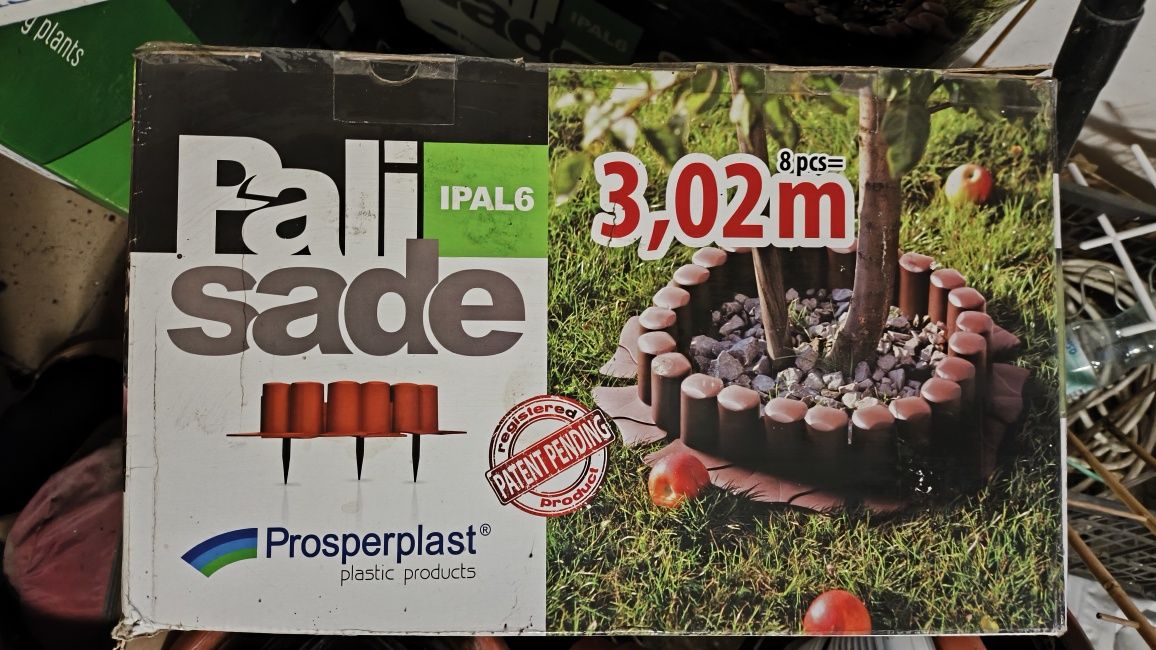 g plants
IPAL6
Pali
sade
IPAL6
8 pcs=
3,02m
registered
PATENT PENDING
product
Prosperplast®
plastic products